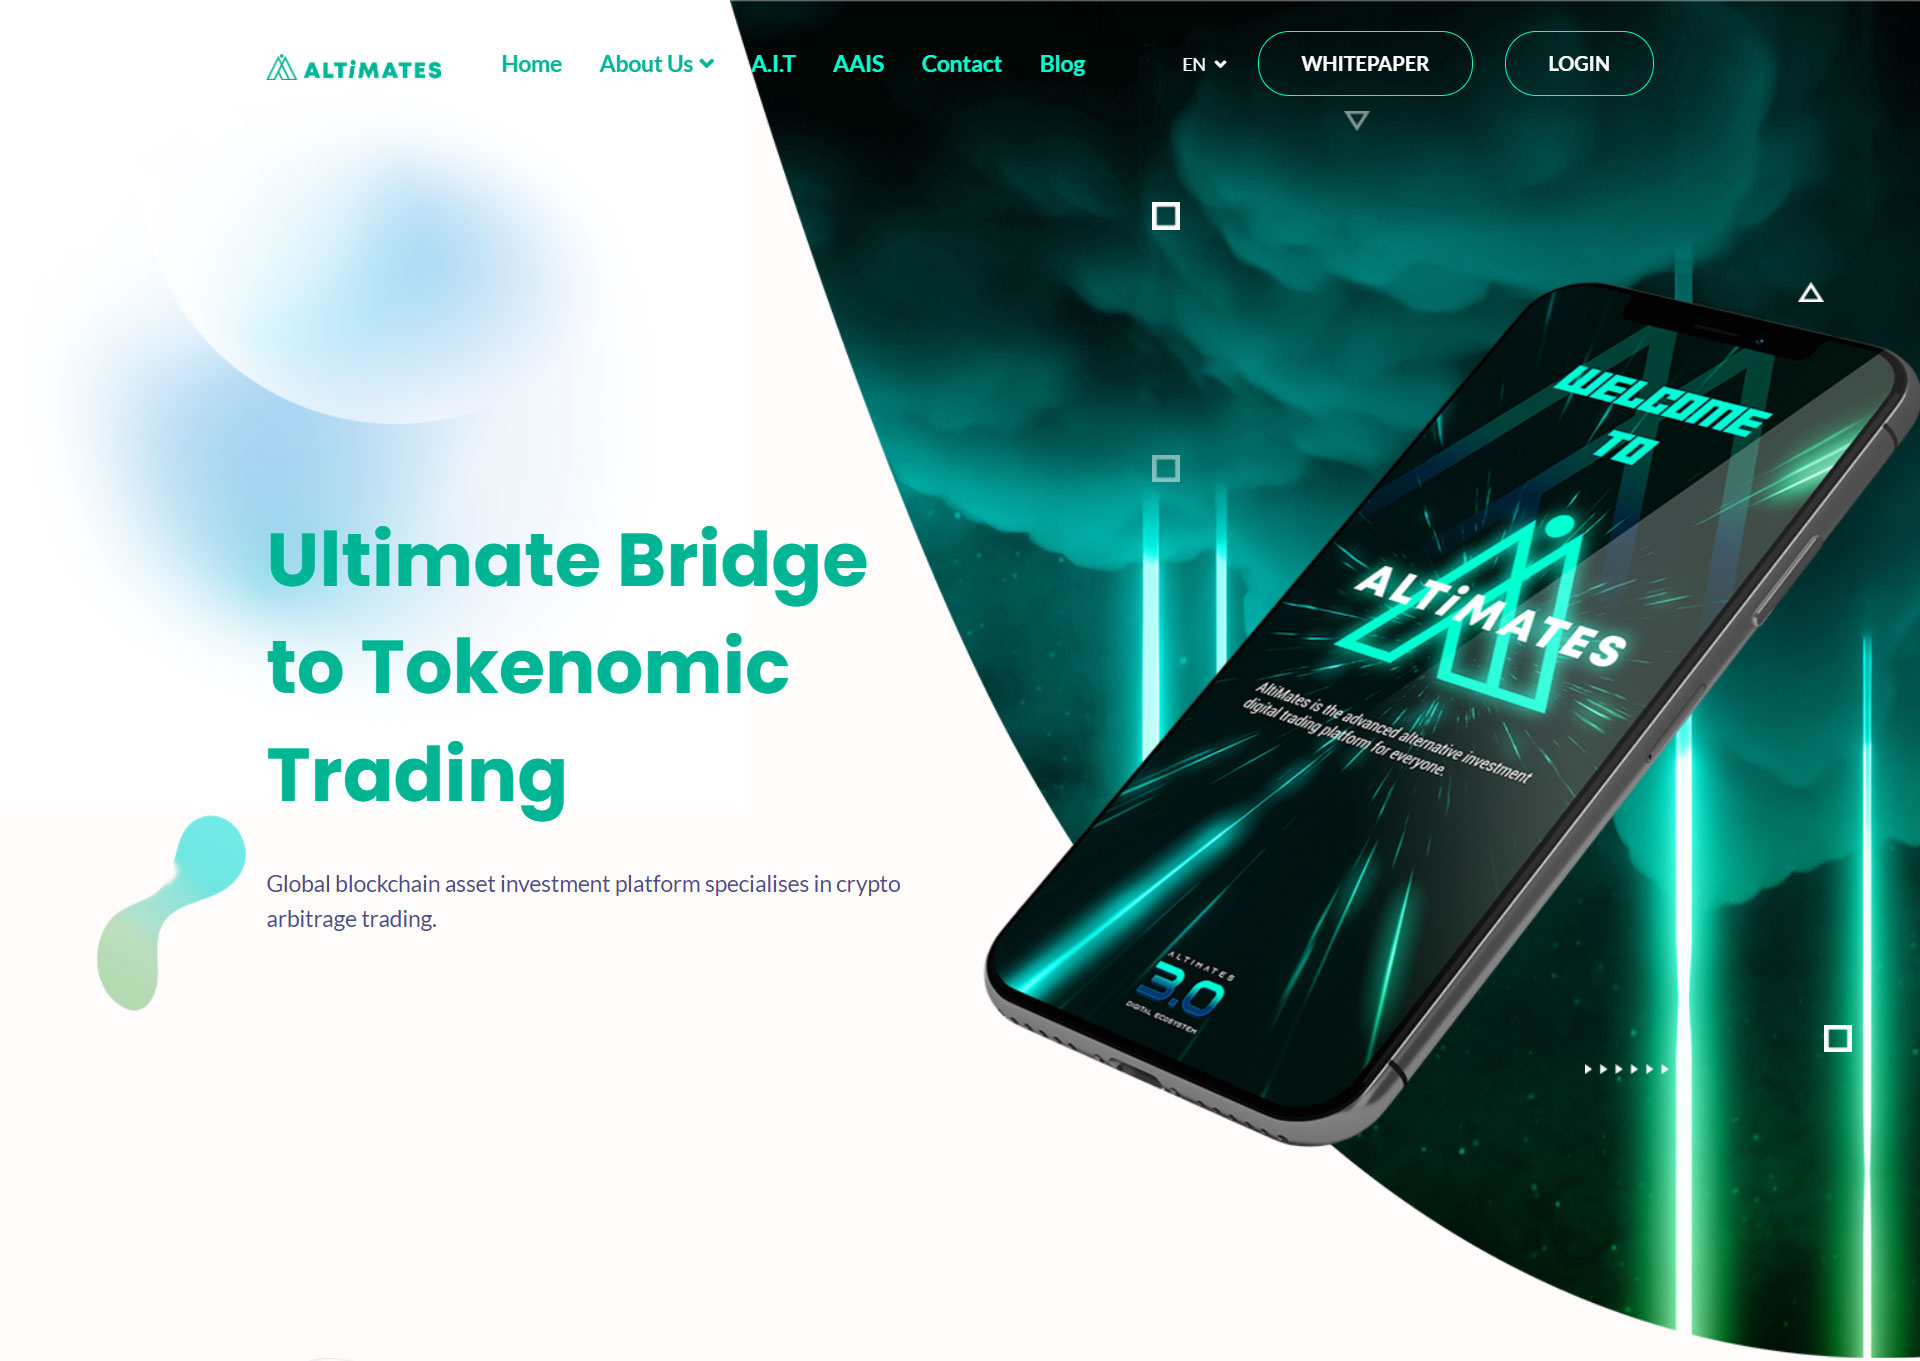 ALTiMATES
Home
About Us
A.I.T
AAIS
Contact
Blog
EN
WHITEPAPER
LOGIN
Ultimate Bridge
to Tokenomic
Trading
Global blockchain asset investment platform specialises in crypto
arbitrage trading.
WELCOME
TO
ALTiMATES
AltiMates is the advanced alternative investment
digital trading platform for everyone.
ALTIMATES
3.0
DIGITAL ECOSYSTEM